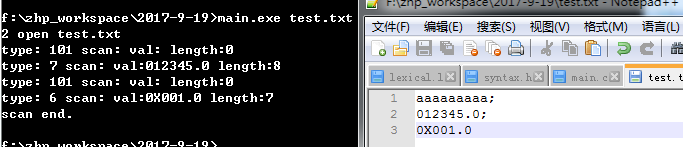 f:\zhp_workspace\2017-9-19>main.exe test.txt
2 open test.txt
type: 101 scan: val: length:0
type: 7 scan: val:012345.0 length:8
type: 101 scan: val: length:0
type: 6 scan: val:0X001.0 length:7
scan end.
f:\zhp_workspace\2017-9-19>
f:\zhp_workspace\2017-9-19\test.txt - Notepad++
文件(F) 编辑(E) 搜索(S) 视图(V) 格式(M) 语言(L)
lexical.l syntax.h main.c test.t
1 aaaaaaaaa;
2 012345.0;
3 0X001.0